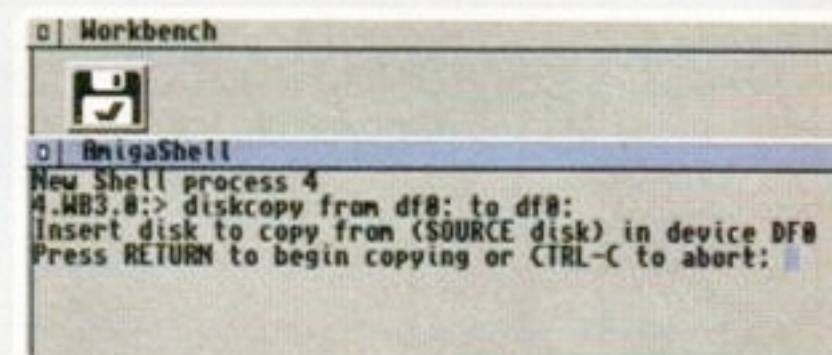 Workbench
AmigaShell
New Shell process 4
4.WB3.0:> diskcopy from df0: to df0:
Insert disk to copy from (SOURCE disk) in device DF0
Press RETURN to begin copying or CTRL-C to abort: